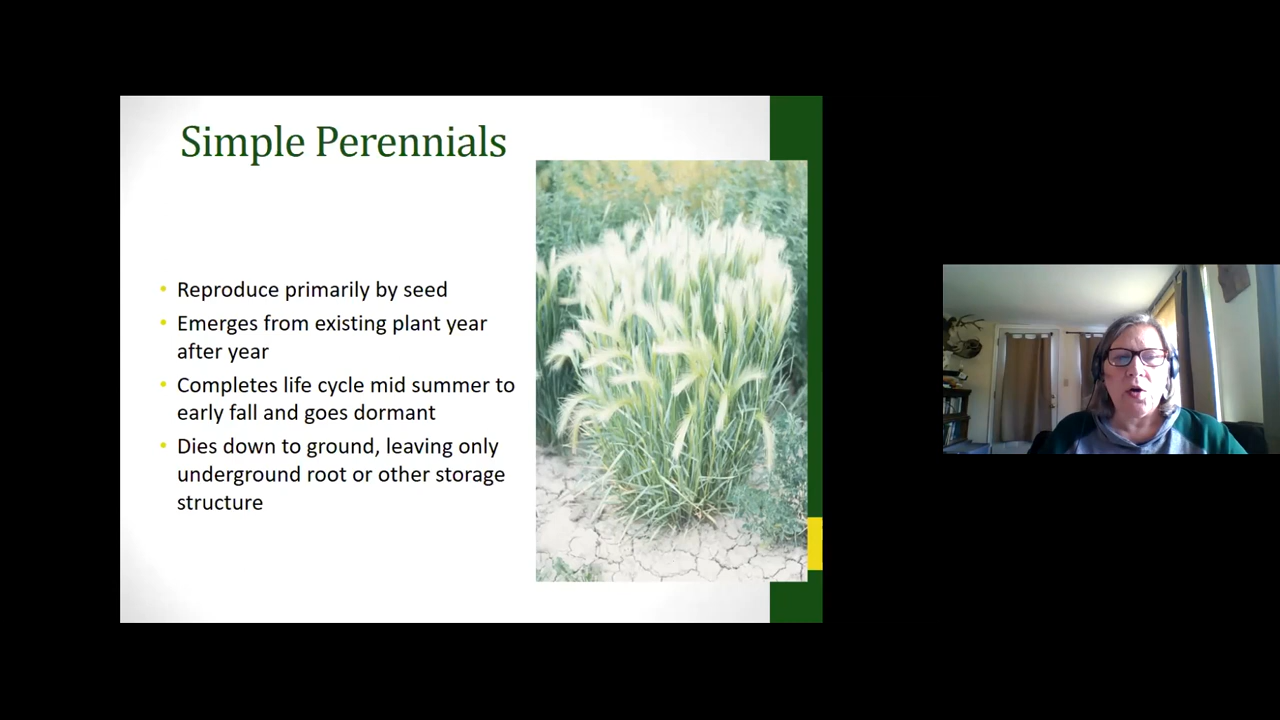 Simple Perennials
Reproduce primarily by seed
Emerges from existing plant year
after year
Completes life cycle mid summer to
early fall and goes dormant
Dies down to ground, leaving only
underground root or other storage
structure